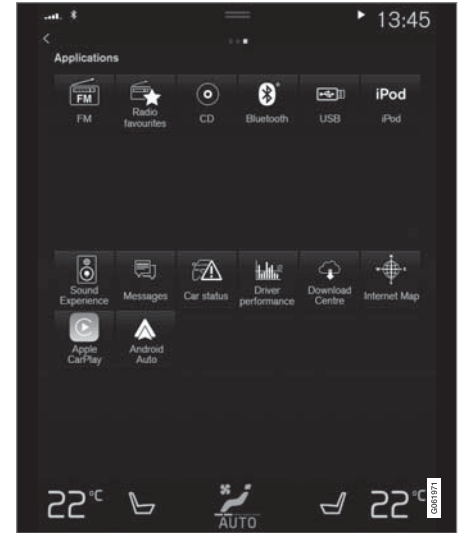 13:45
Applications
FM
iPod
FM
Radio favourites
CD
Bluetooth
USB
iPod
Sound Experience
Messages
Car status
Driver performance
Download Centre
Internet Map
Apple CarPlay
Android Auto
22°C
AUTO
22°C
G061971